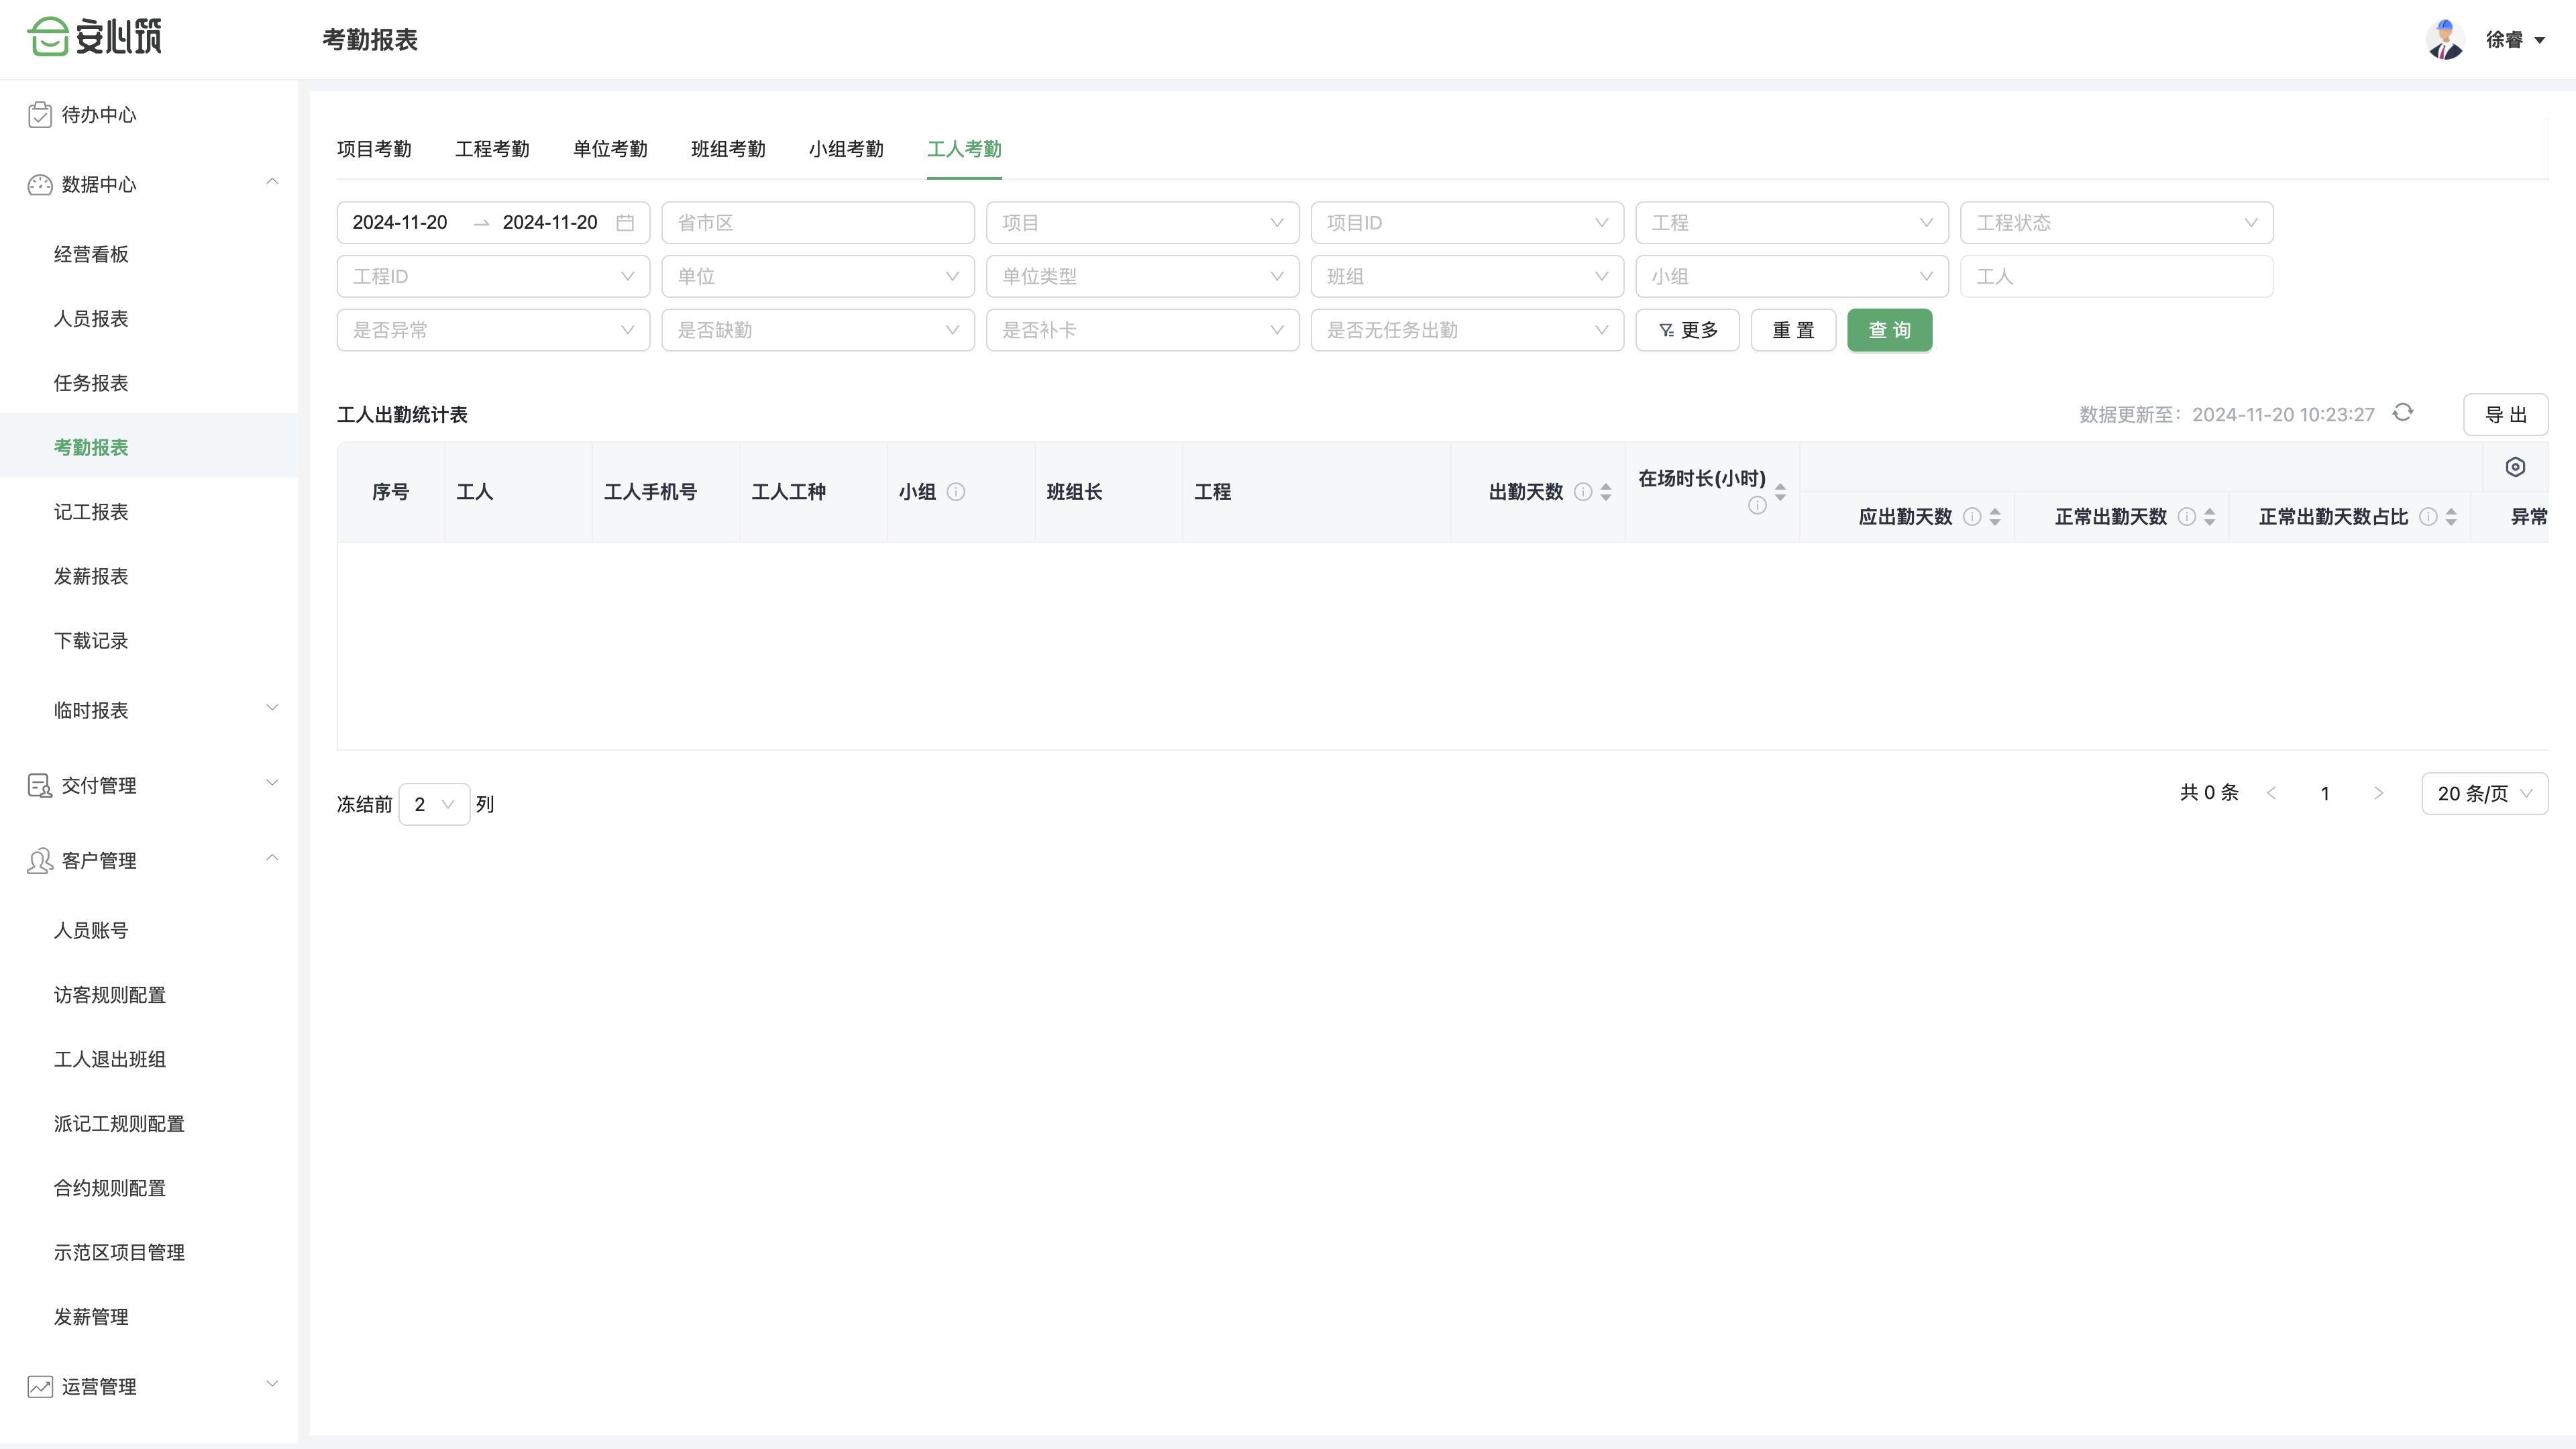 安心筑
考勤报表
徐睿
待办中心
数据中心
经营看板
人员报表
任务报表
考勤报表
记工报表
发薪报表
下载记录
临时报表
交付管理
客户管理
人员账号
访客规则配置
工人退出班组
派记工规则配置
合约规则配置
示范区项目管理
发薪管理
运营管理
项目考勤 工程考勤 单位考勤 班组考勤 小组考勤 工人考勤
2024-11-20 → 2024-11-20 省市区 项目 项目ID 工程 工程状态
工程ID 单位 单位类型 班组 小组 工人
是否异常 是否缺勤 是否补卡 是否无任务出勤 更多 重置 查询
工人出勤统计表 数据更新至：2024-11-20 10:23:27 导出
序号 工人 工人手机号 工人工种 小组 班组长 工程 出勤天数 在场时长(小时)
应出勤天数 正常出勤天数 正常出勤天数占比 异常
冻结前 2 列
共 0 条 1 20 条/页